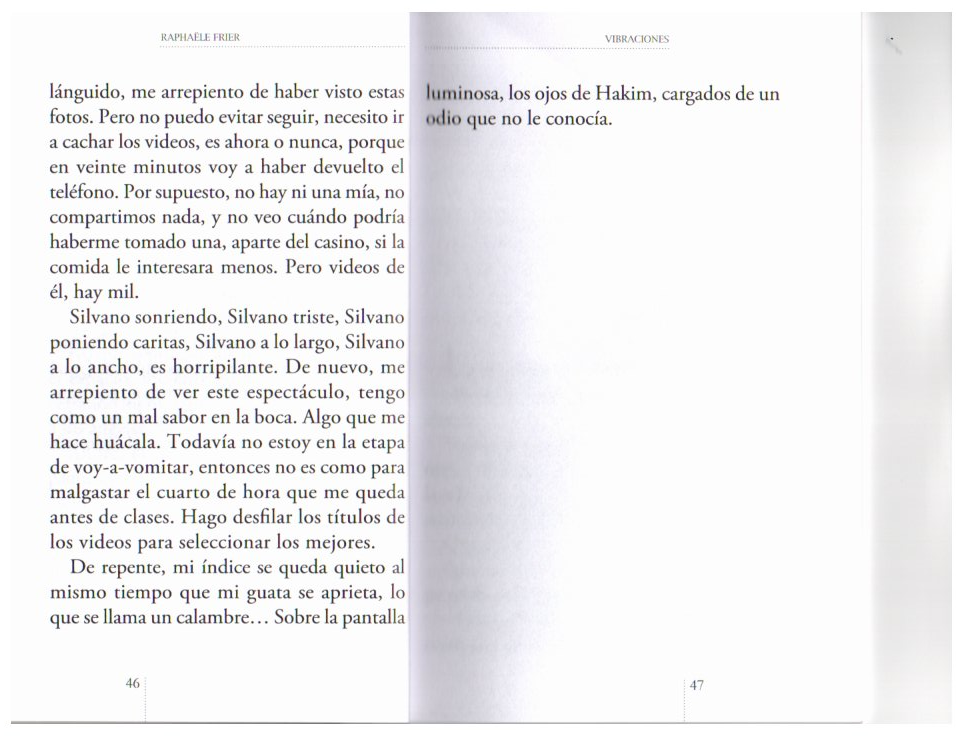 RAPHAËLE FRIER
lánguido, me arrepiento de haber visto estas
fotos. Pero no puedo evitar seguir, necesito ir
a cachar los videos, es ahora o nunca, porque
en veinte minutos voy a haber devuelto el
teléfono. Por supuesto, no hay ni una mía, no
compartimos nada, y no veo cuándo podría
haberme tomado una, aparte del casino, si la
comida le interesara menos. Pero videos de
él, hay mil.
Silvano sonriendo, Silvano triste, Silvano
poniendo caritas, Silvano a lo largo, Silvano
a lo ancho, es horripilante. De nuevo, me
arrepiento de ver este espectáculo, tengo
como un mal sabor en la boca. Algo que me
hace huácala. Todavía no estoy en la etapa
de voy-a-vomitar, entonces no es como para
malgastar el cuarto de hora que me queda
antes de clases. Hago desfilar los títulos de
los videos para seleccionar los mejores.
De repente, mi índice se queda quieto al
mismo tiempo que mi guata se aprieta, lo
que se llama un calambre... Sobre la pantalla
46
VIBRACIONES
luminosa, los ojos de Hakim, cargados de un
odio que no le conocía.
47